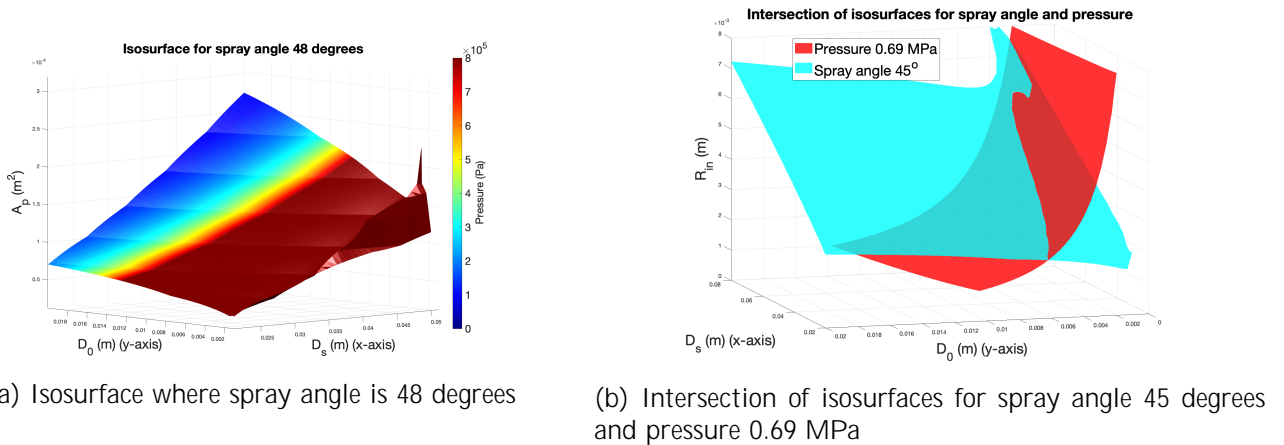 Isosurface for spray angle 48 degrees
×10⁻⁴
3
2.5
2
1.5
1
0.5
A_p (m²)
0.018 0.016 0.014 0.012 0.01 0.008 0.006 0.004 0.002
D_0 (m) (y-axis)
0.025 0.03 0.035 0.04 0.045 0.05
D_s (m) (x-axis)
×10⁵
8
7
6
5
4
3
2
1
0
Pressure (Pa)
a) Isosurface where spray angle is 48 degrees
Intersection of isosurfaces for spray angle and pressure
×10⁻³
8
7
6
5
4
3
2
1
0
R_in (m)
Pressure 0.69 MPa
Spray angle 45°
0.08 0.06 0.04 0.02
D_s (m) (x-axis)
0.02 0.018 0.016 0.014 0.012 0.01 0.008 0.006 0.004 0.002 0
D_0 (m) (y-axis)
(b) Intersection of isosurfaces for spray angle 45 degrees
and pressure 0.69 MPa